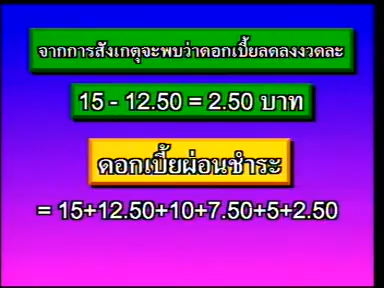 จากการสังเกตุจะพบว่าดอกเบี้ยลดลงงวดละ
15 - 12.50 = 2.50 บาท
ดอกเบี้ยผ่อนชำระ
= 15+12.50+10+7.50+5+2.50